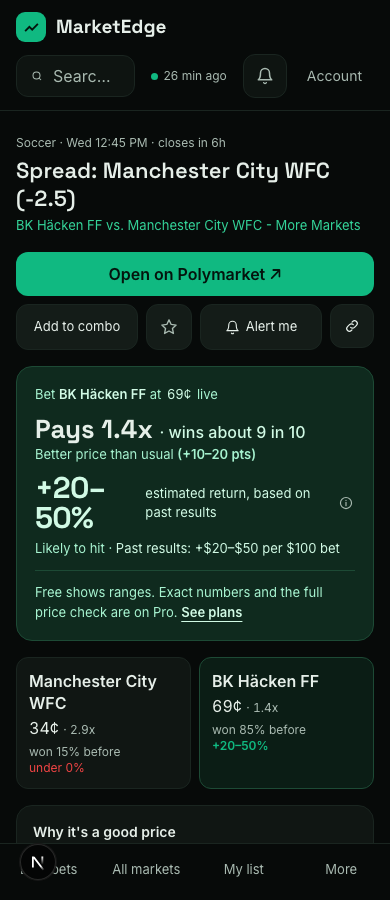 MarketEdge
Searc...
26 min ago
Account
Soccer · Wed 12:45 PM · closes in 6h
Spread: Manchester City WFC
(-2.5)
BK Häcken FF vs. Manchester City WFC - More Markets
Open on Polymarket ↗
Add to combo
Alert me
Bet BK Häcken FF at 69¢ live
Pays 1.4x · wins about 9 in 10
Better price than usual (+10–20 pts)
+20–
50%
estimated return, based on
past results
Likely to hit · Past results: +$20–$50 per $100 bet
Free shows ranges. Exact numbers and the full
price check are on Pro. See plans
Manchester City
WFC
34¢ · 2.9x
won 15% before
under 0%
BK Häcken FF
69¢ · 1.4x
won 85% before
+20–50%
Why it's a good price
N
bets
All markets
My list
More